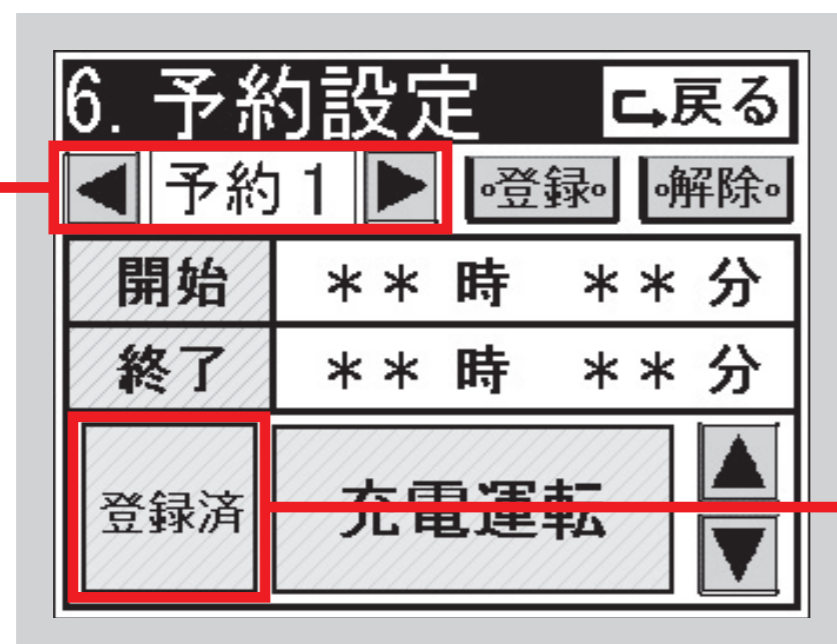 6. 予約設定 戻る
予約1 ◦登録◦ ◦解除◦
開始 ** 時 ** 分
終了 ** 時 ** 分
登録済 充電運転